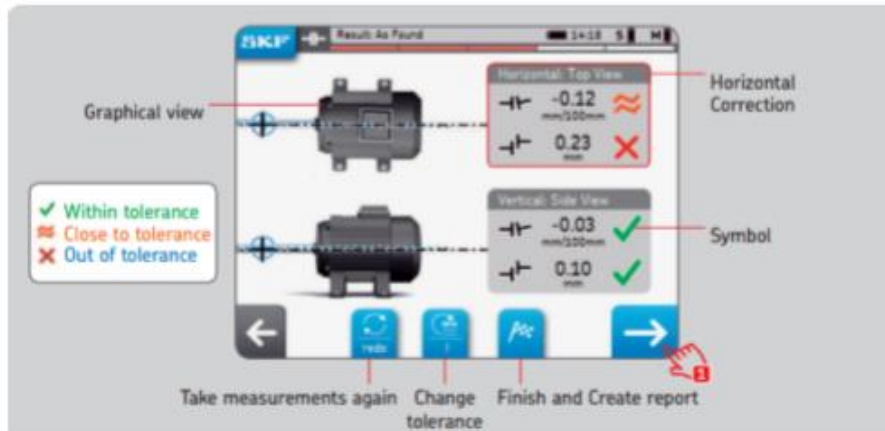 SKF
Result: As Found
14:18 S M
Horizontal: Top View
-0.12
mm/100mm
0.23
mm
Horizontal
Correction
Graphical view
Within tolerance
Close to tolerance
Out of tolerance
Vertical: Side View
-0.03
mm/100mm
0.10
mm
Symbol
redo
Take measurements again
Change
tolerance
Finish and Create report